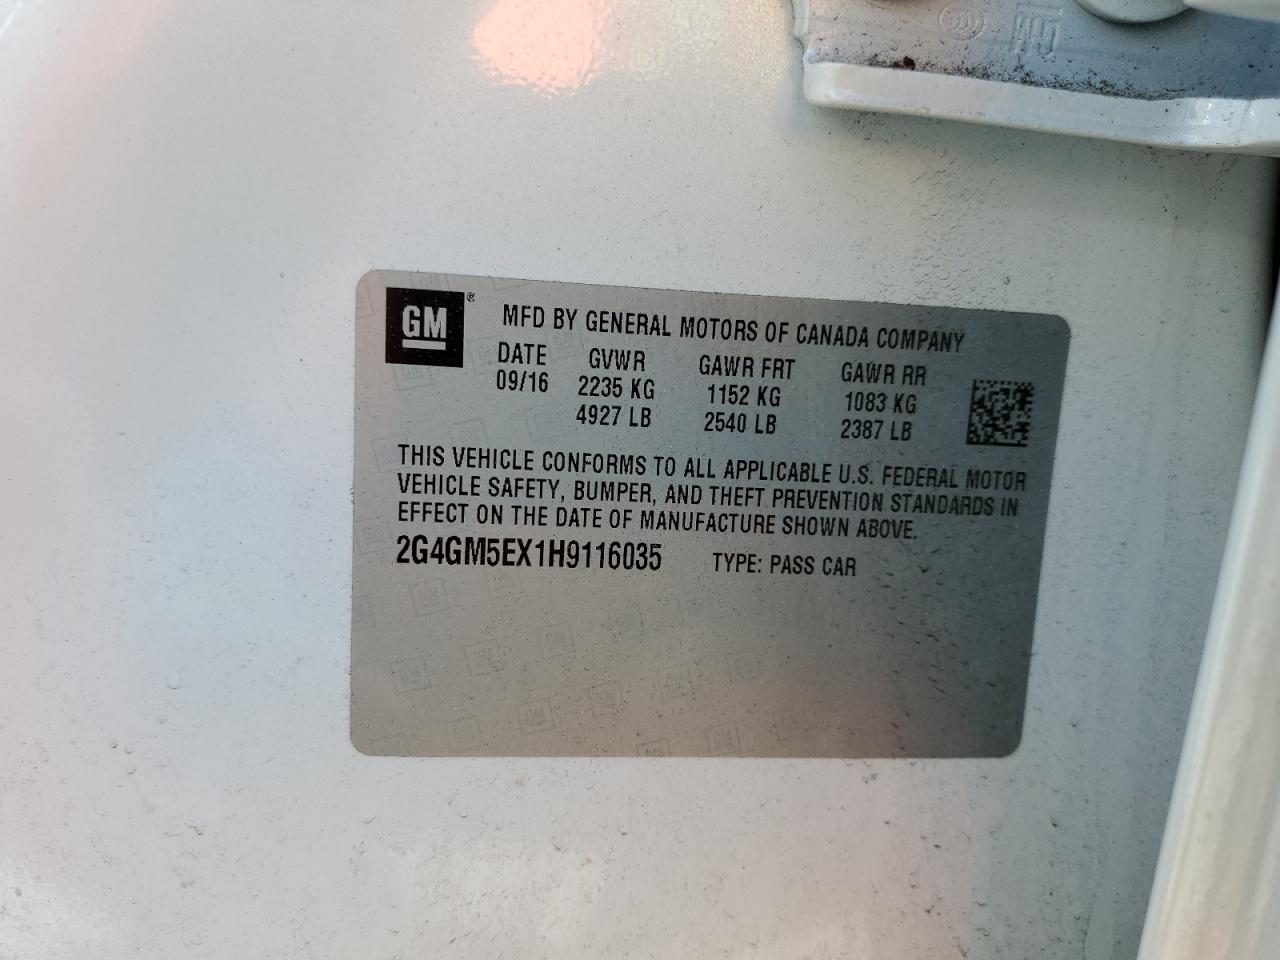 GM ®
MFD BY GENERAL MOTORS OF CANADA COMPANY
DATE GVWR GAWR FRT GAWR RR
09/16 2235 KG 1152 KG 1083 KG
4927 LB 2540 LB 2387 LB
THIS VEHICLE CONFORMS TO ALL APPLICABLE U.S. FEDERAL MOTOR
VEHICLE SAFETY, BUMPER, AND THEFT PREVENTION STANDARDS IN
EFFECT ON THE DATE OF MANUFACTURE SHOWN ABOVE.
2G4GM5EX1H9116035 TYPE: PASS CAR